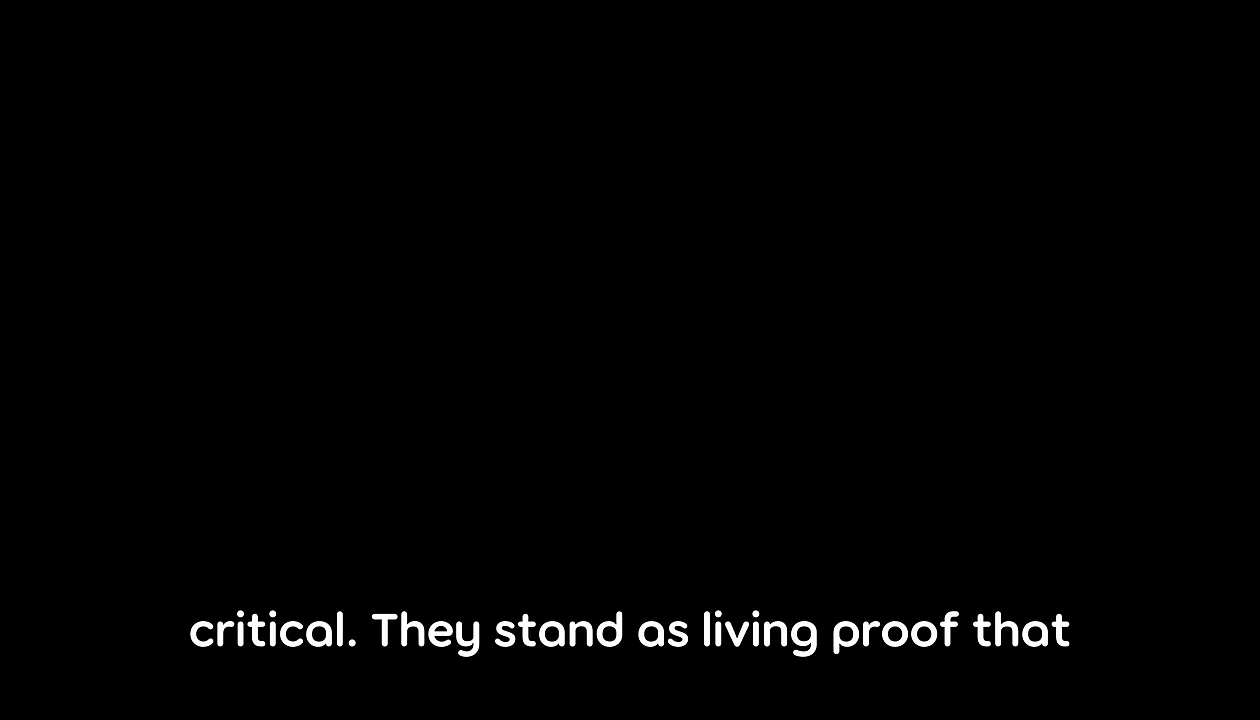 critical. They stand as living proof that